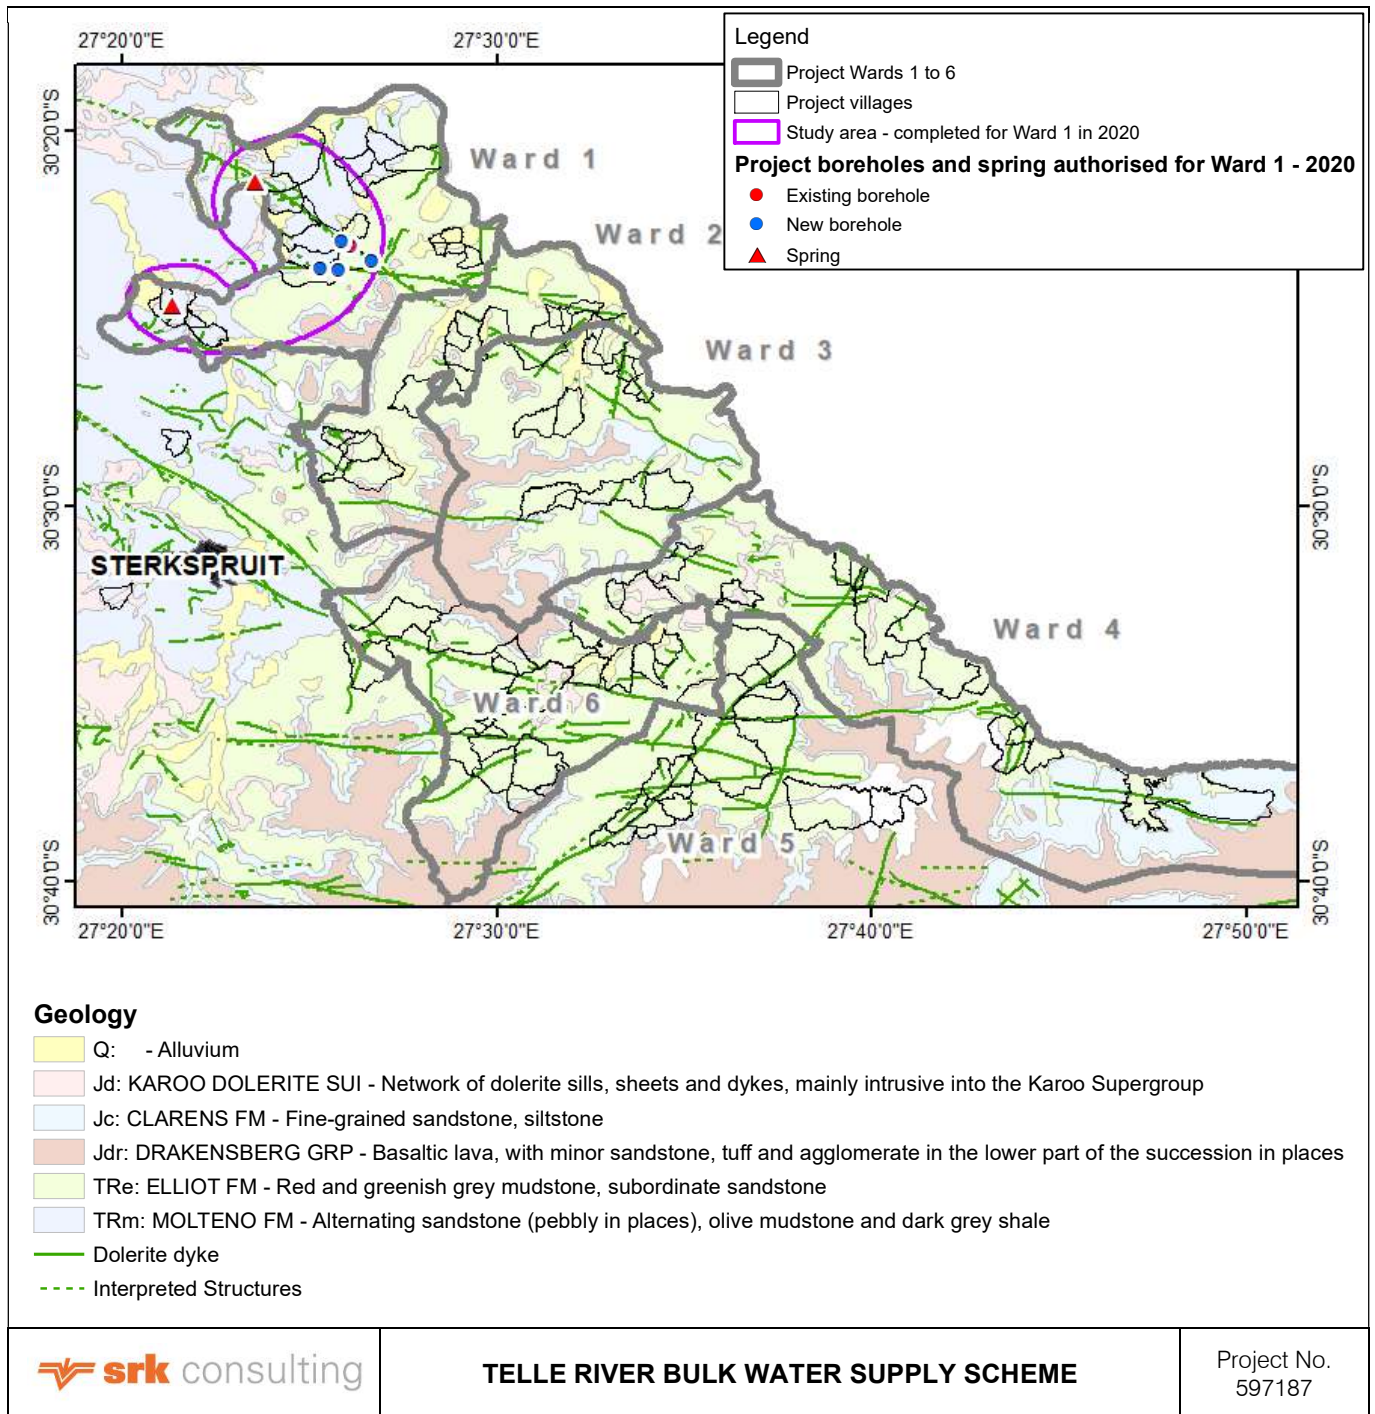 27°20'0"E
27°30'0"E
Legend
Project Wards 1 to 6
Project villages
Study area - completed for Ward 1 in 2020
Project boreholes and spring authorised for Ward 1 - 2020
Existing borehole
New borehole
Spring
30°20'0"S
Ward 1
Ward 2
Ward 3
30°30'0"S
30°30'0"S
STERKSPRUIT
Ward 4
Ward 6
Ward 5
30°40'0"S
30°40'0"S
27°20'0"E
27°30'0"E
27°40'0"E
27°50'0"E
Geology
Q: - Alluvium
Jd: KAROO DOLERITE SUI - Network of dolerite sills, sheets and dykes, mainly intrusive into the Karoo Supergroup
Jc: CLARENS FM - Fine-grained sandstone, siltstone
Jdr: DRAKENSBERG GRP - Basaltic lava, with minor sandstone, tuff and agglomerate in the lower part of the succession in places
TRe: ELLIOT FM - Red and greenish grey mudstone, subordinate sandstone
TRm: MOLTENO FM - Alternating sandstone (pebbly in places), olive mudstone and dark grey shale
Dolerite dyke
Interpreted Structures
srk consulting
TELLE RIVER BULK WATER SUPPLY SCHEME
Project No.
597187